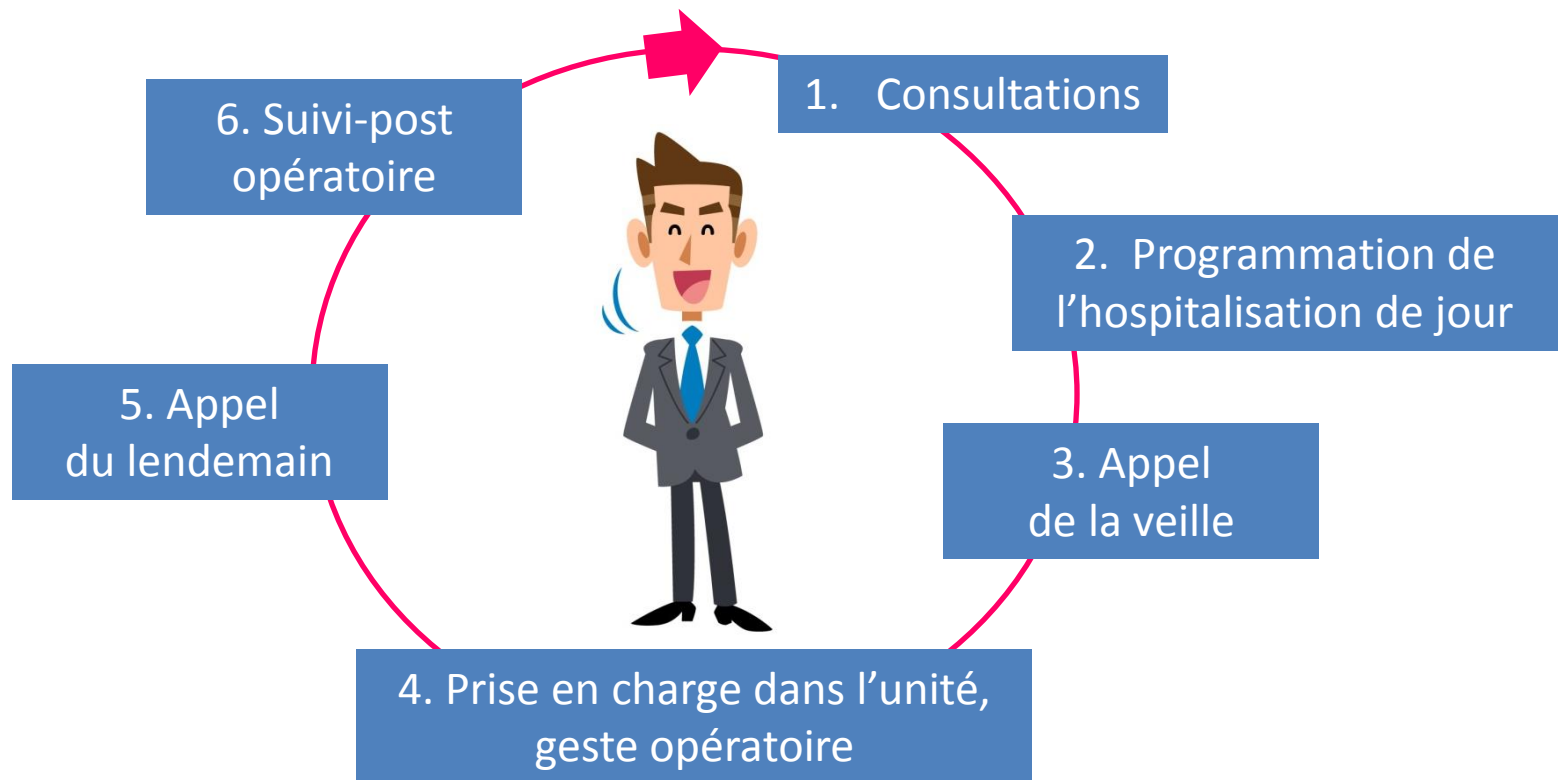 1. Consultations
2. Programmation de
l’hospitalisation de jour
3. Appel
de la veille
4. Prise en charge dans l’unité,
geste opératoire
5. Appel
du lendemain
6. Suivi-post
opératoire